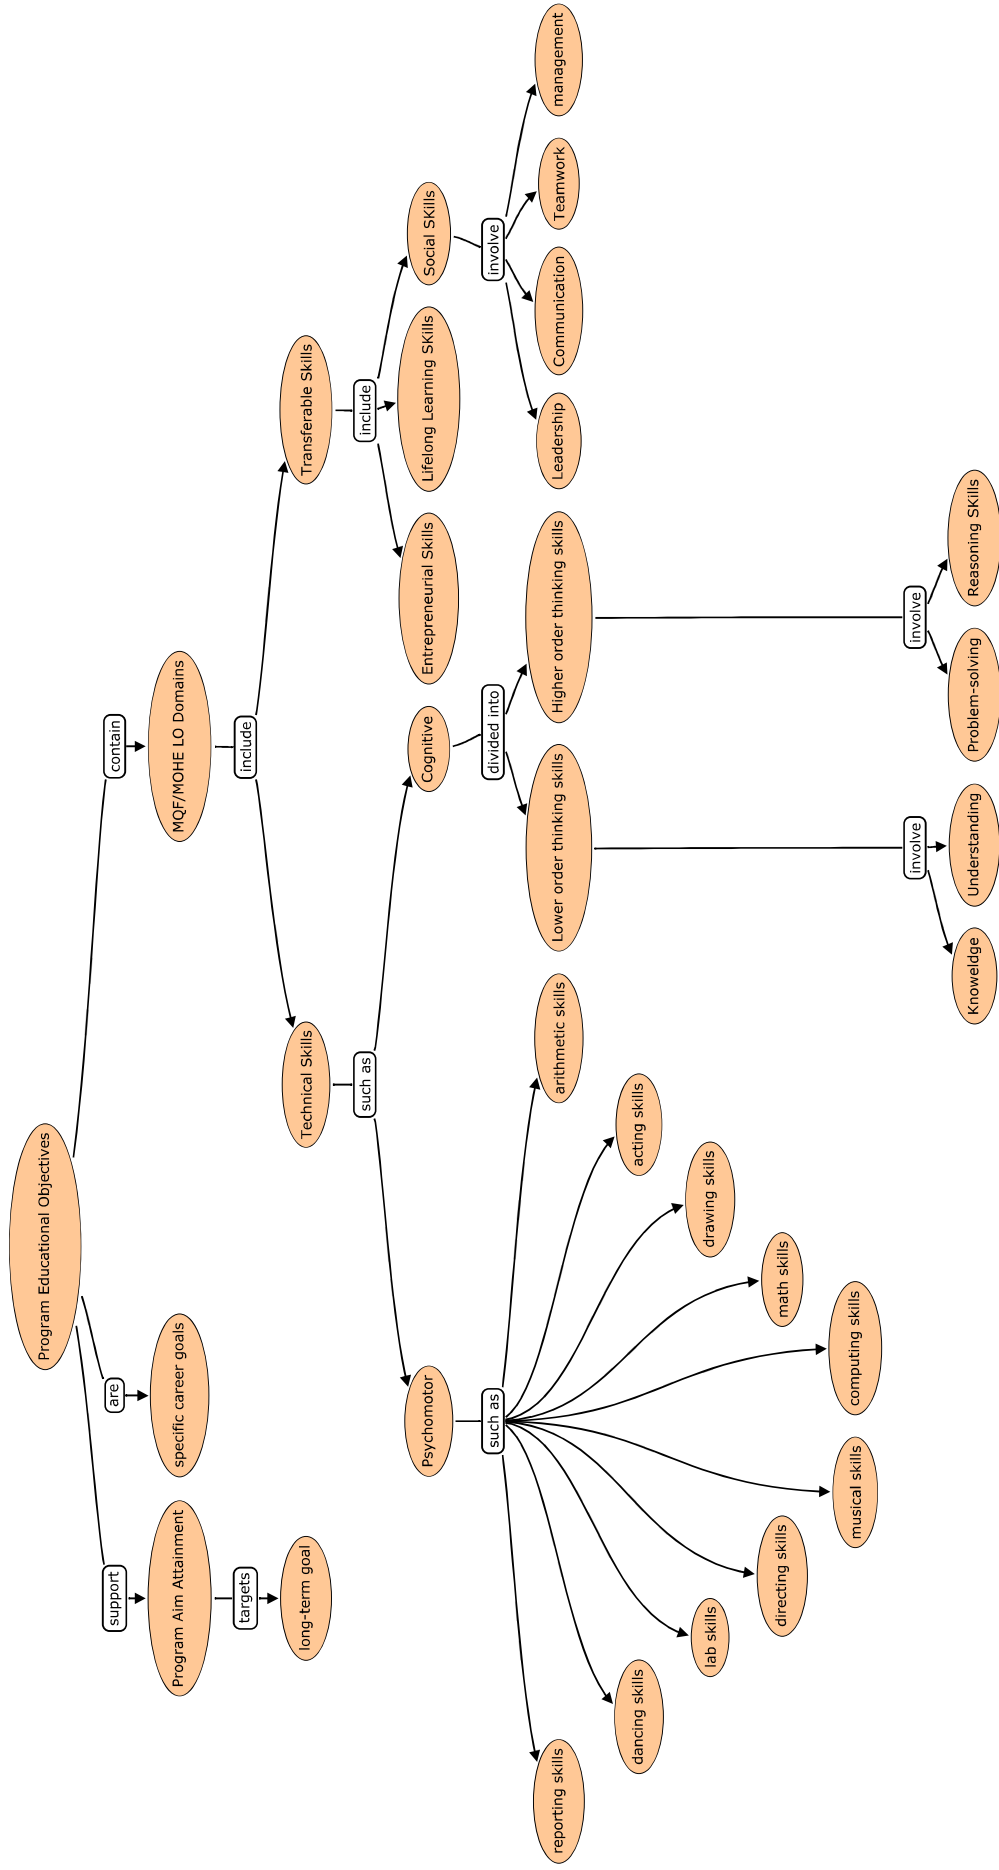 Program Educational Objectives
support
are
contain
Program Aim Attainment
specific career goals
MQF/MOHE LO Domains
targets
include
long-term goal
Technical Skills
Transferable Skills
such as
include
Psychomotor
Cognitive
Entrepreneurial Skills
Lifelong Learning SKills
Social SKills
such as
divided into
involve
reporting skills
arithmetic skills
Lower order thinking skills
Higher order thinking skills
Leadership
Communication
Teamwork
management
dancing skills
acting skills
lab skills
drawing skills
directing skills
math skills
musical skills
computing skills
involve
involve
Knoweldge
Understanding
Problem-solving
Reasoning SKills